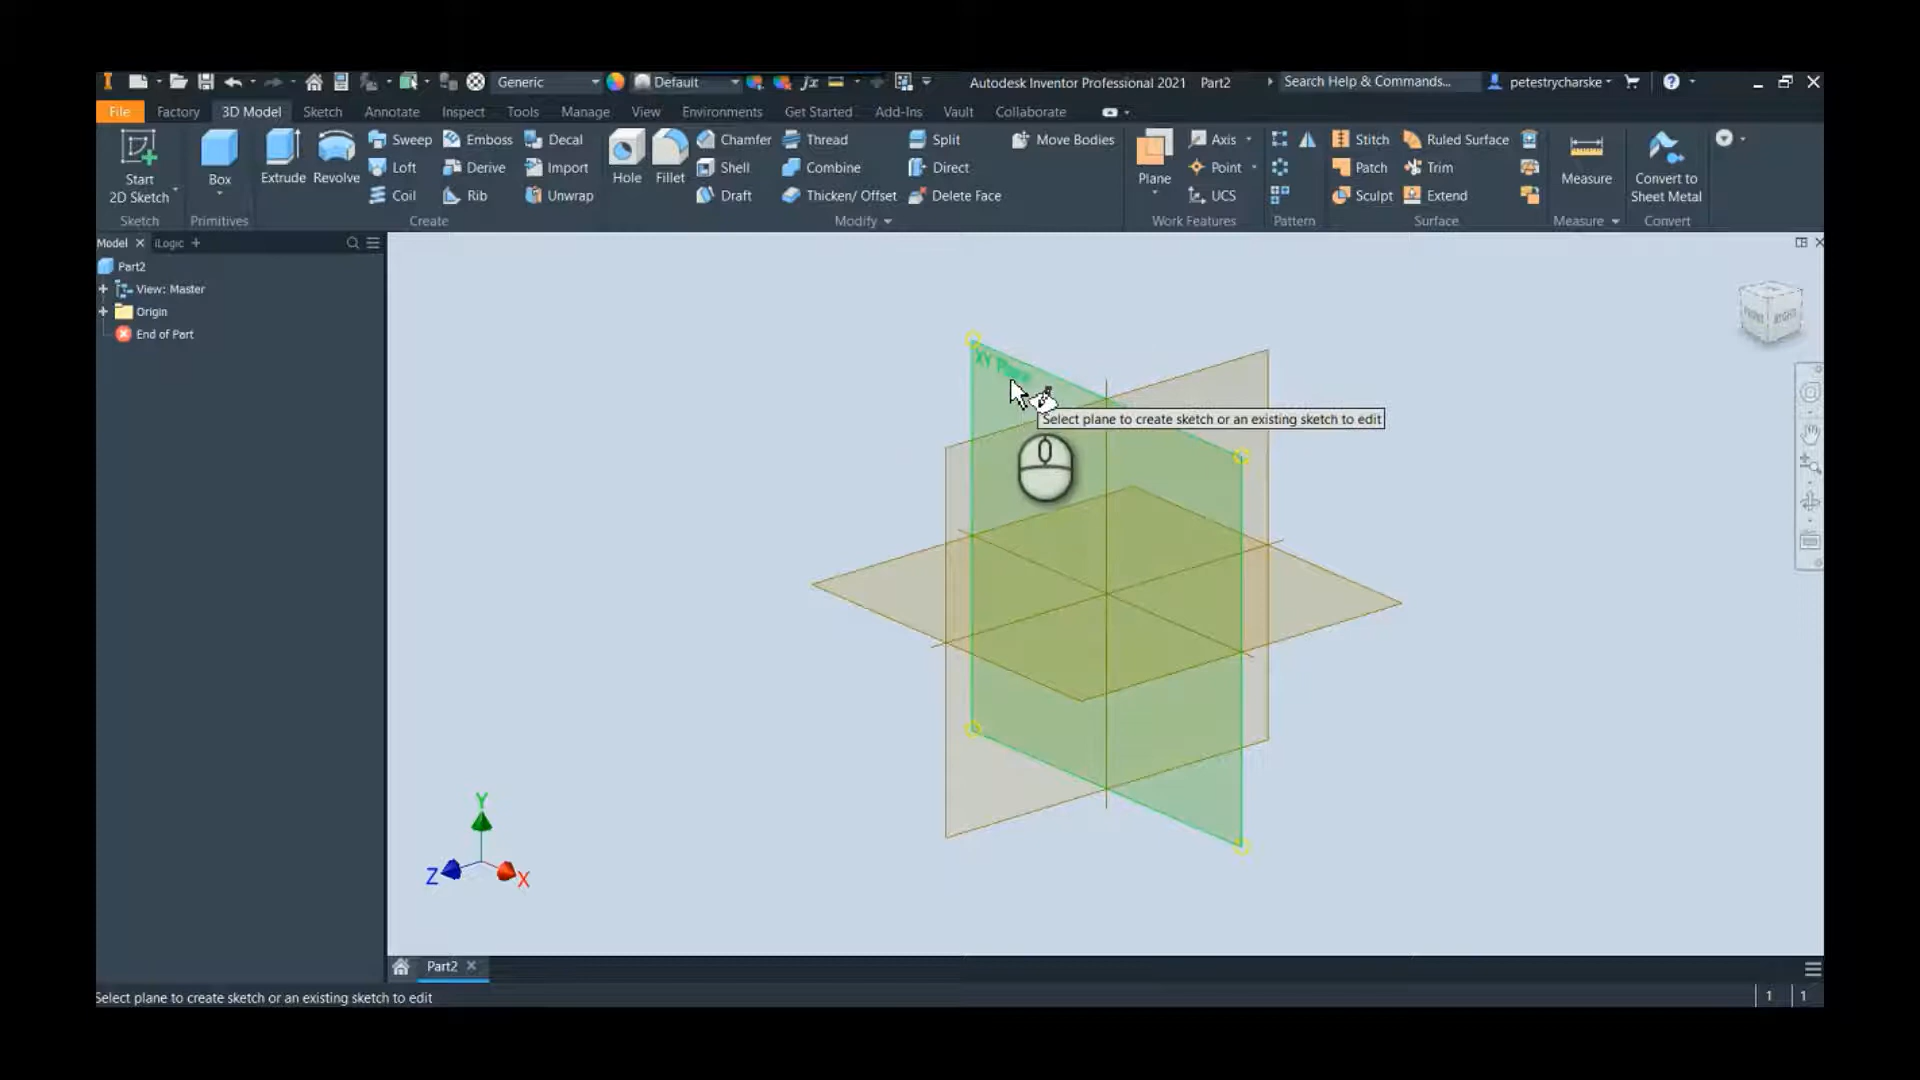 Generic
Default
fx
Autodesk Inventor Professional 2021 Part2
Search Help & Commands...
petestrycharske
File Factory 3D Model Sketch Annotate Inspect Tools Manage View Environments Get Started Add-Ins Vault Collaborate
Start
2D Sketch
Sketch
Box
Primitives
Extrude Revolve
Sweep Emboss Decal
Loft Derive Import
Coil Rib Unwrap
Create
Hole Fillet
Chamfer Thread Split Move Bodies
Shell Combine Direct
Draft Thicken/ Offset Delete Face
Modify
Plane
Axis
Point
UCS
Work Features
Pattern
Stitch Ruled Surface
Patch Trim
Sculpt Extend
Surface
Measure
Measure
Convert to
Sheet Metal
Convert
Model iLogic
Part2
View: Master
Origin
End of Part
XY Plane
Select plane to create sketch or an existing sketch to edit
FRONT RIGHT
Y
Z X
Part2
Select plane to create sketch or an existing sketch to edit
1 1